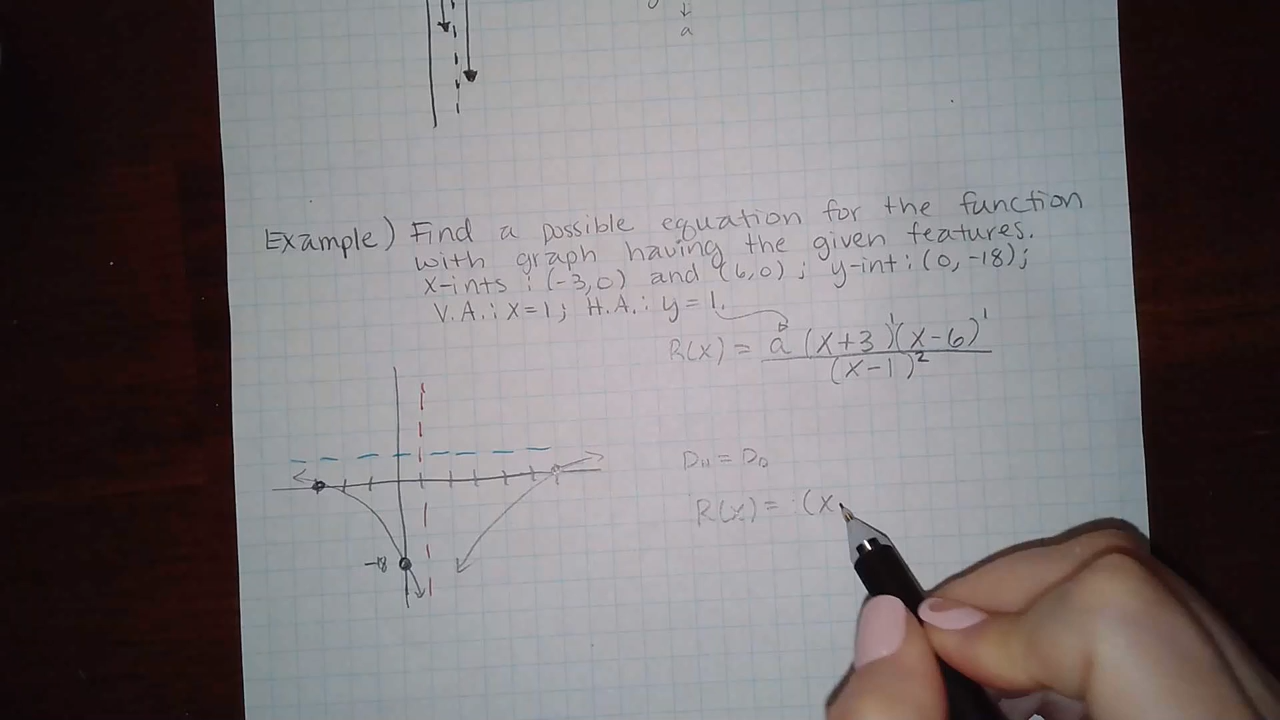 a
Example) Find a possible equation for the function
with graph having the given features.
x-ints : (-3,0) and (6,0) ; y-int : (0,-18);
V.A.: x=1; H.A.: y=1.
R(x) = a (x+3)¹(x-6)¹
(x-1)²
-18
D_N = D_D
R(x) = (x